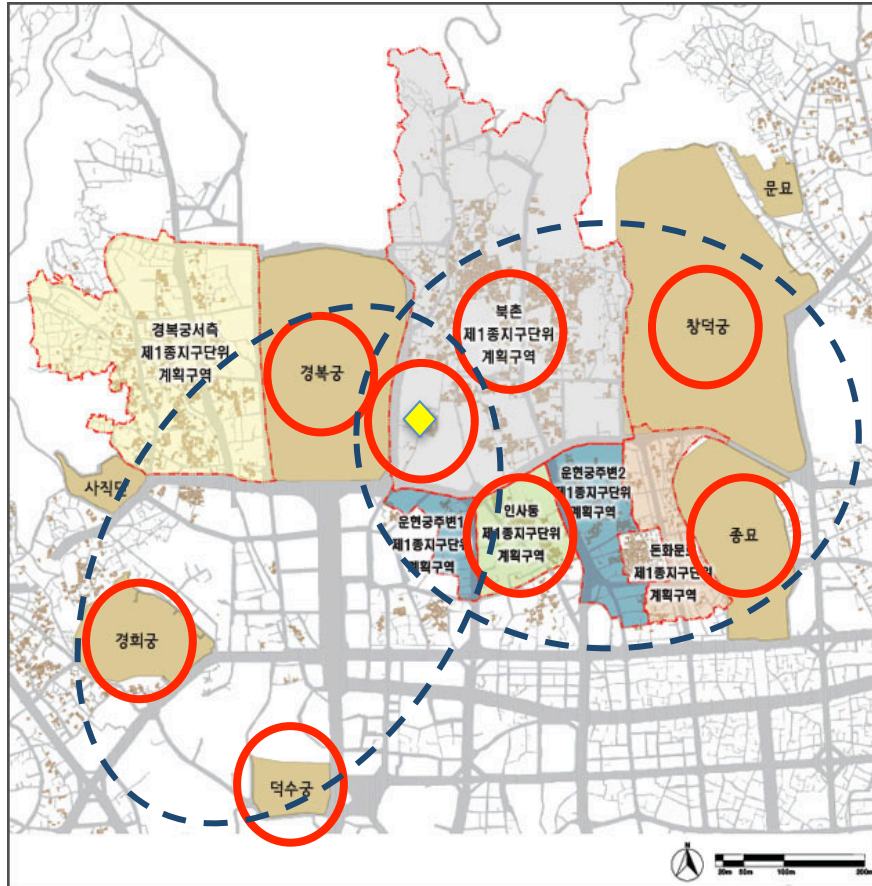 문묘
북촌
제1종지구단위
계획구역
창덕궁
경복궁서측
제1종지구단위
계획구역
경복궁
사직단
운현궁주변2
제1종지구단위
계획구역
인사동
제1종지구단위
계획구역
운현궁주변1
제1종지구단위
계획구역
종묘
돈화문로
제1종지구단위
계획구역
경희궁
덕수궁
N
20m 50m 100m 200m